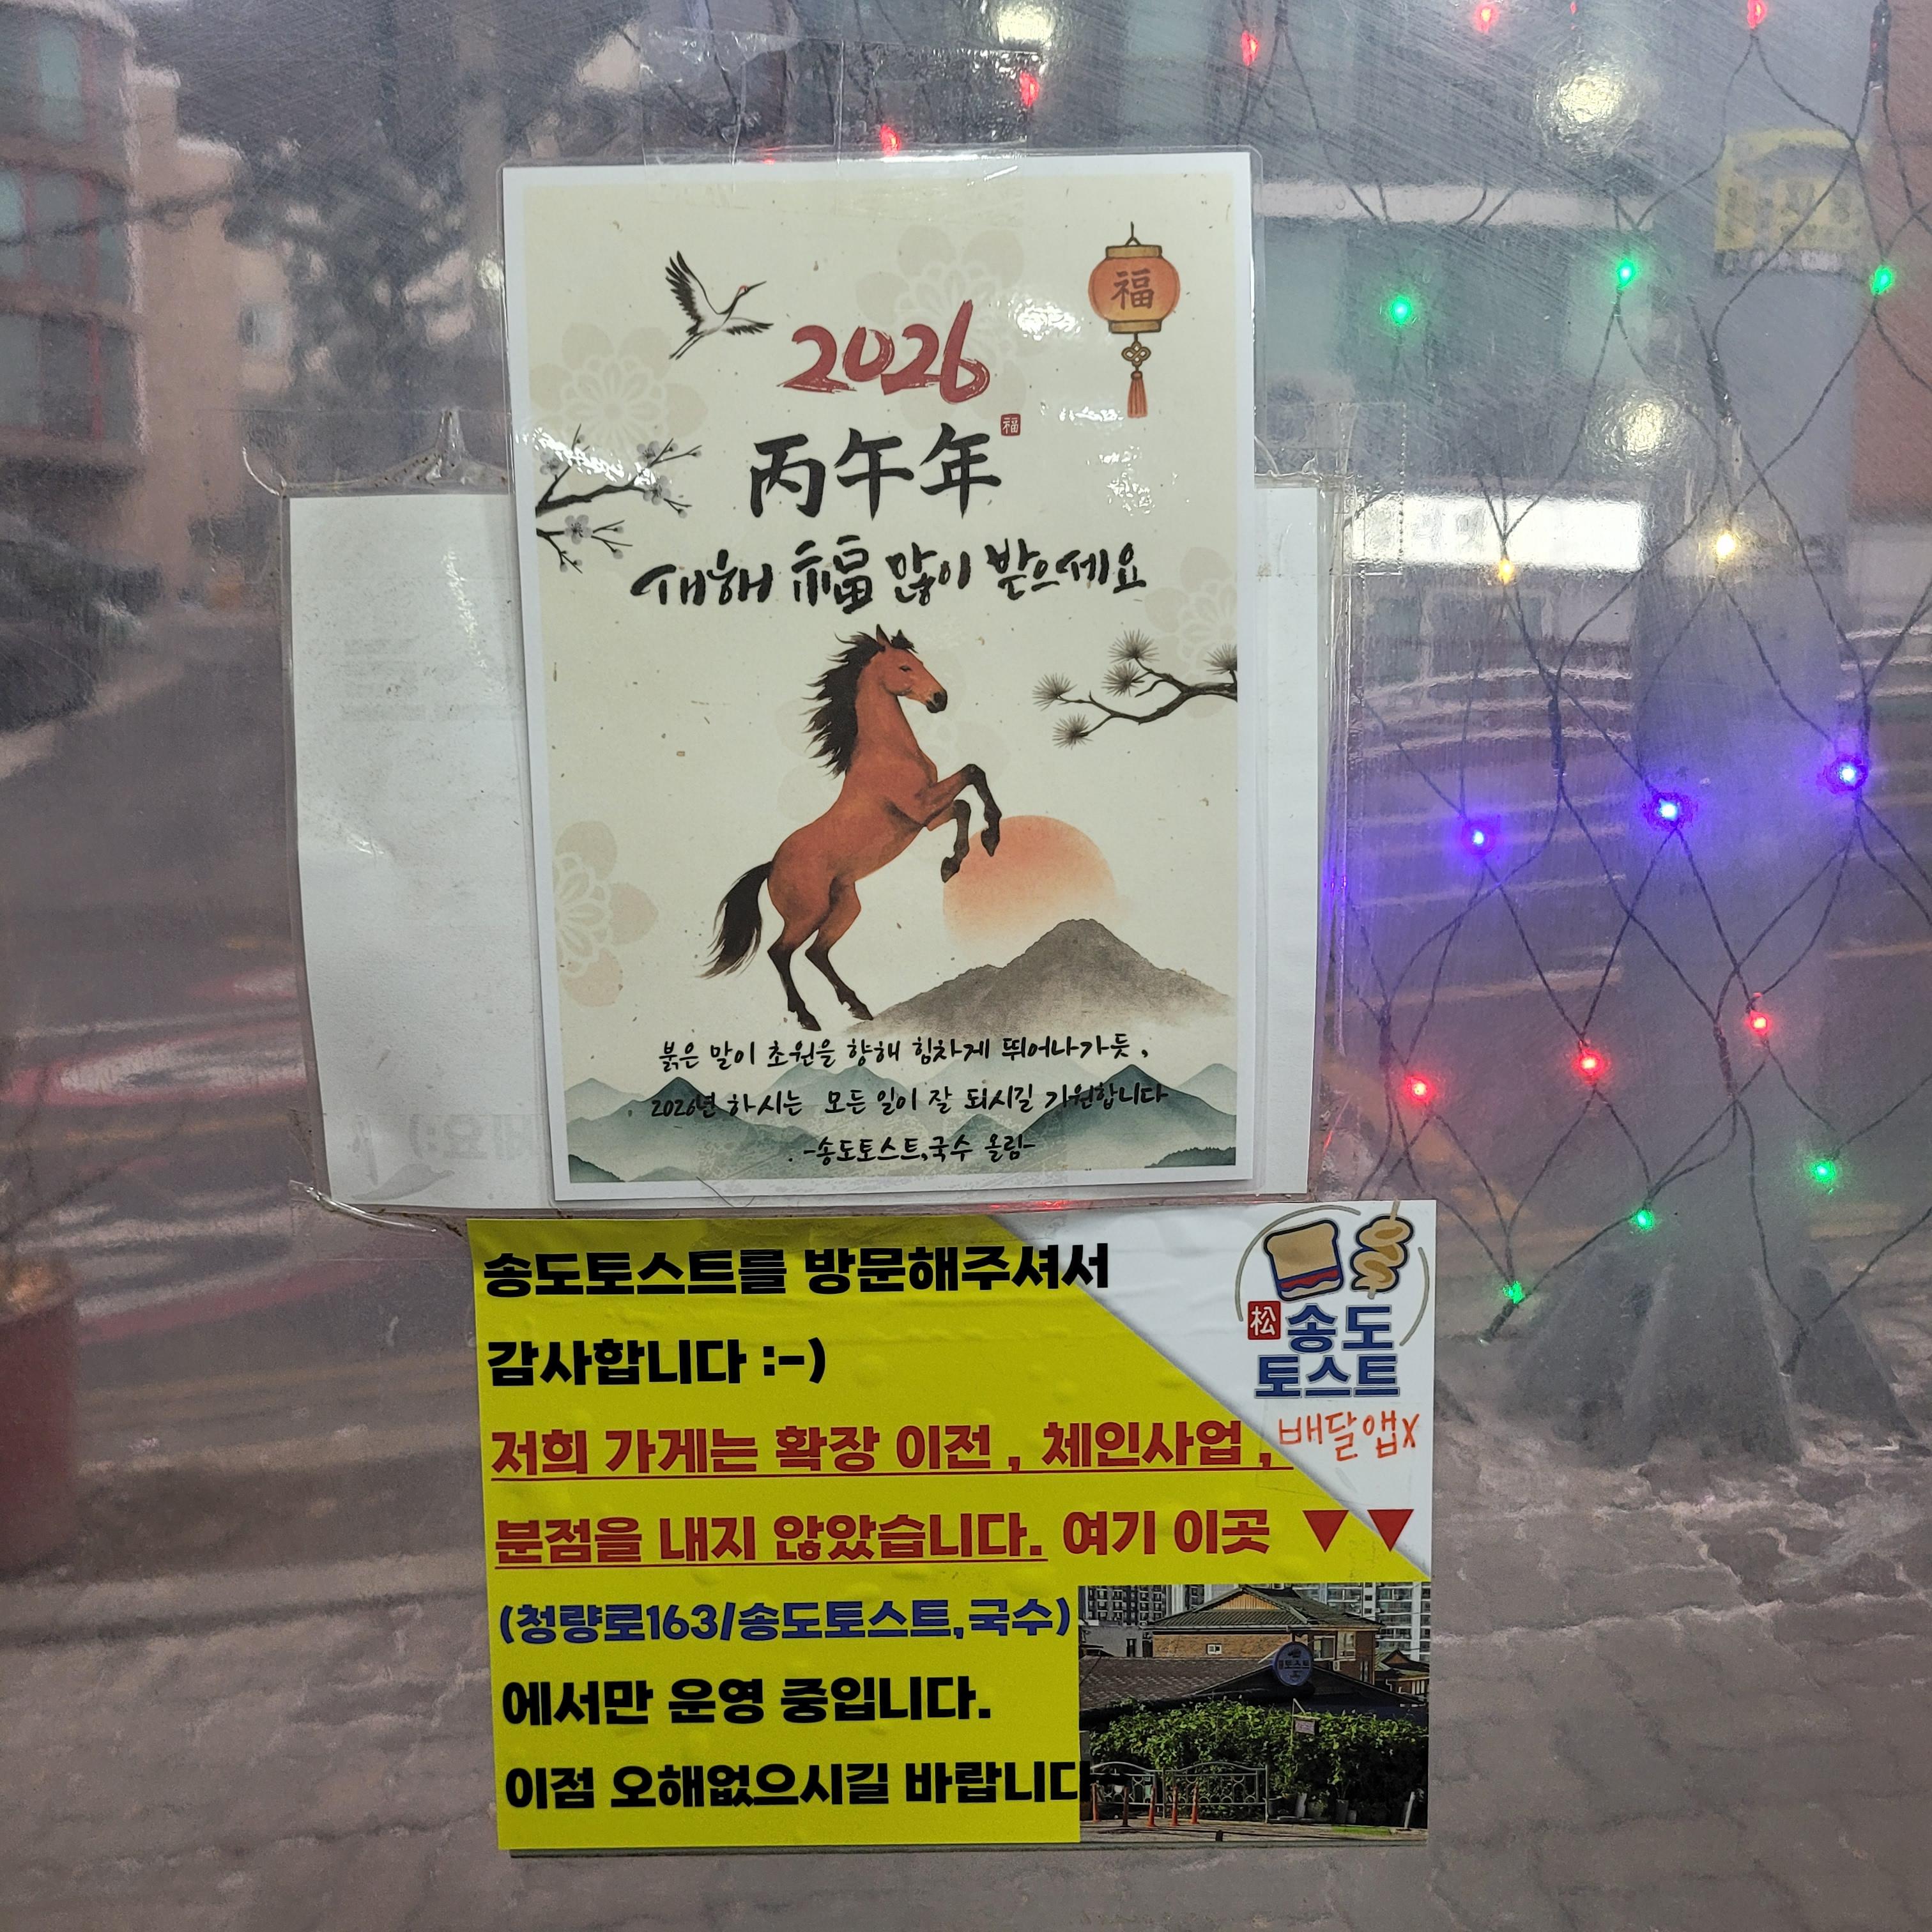 福
2026
福
丙午年
새해 福 많이 받으세요
붉은 말이 초원을 향해 힘차게 뛰어나가듯,
2026년 하시는 모든 일이 잘 되시길 기원합니다
-송도토스트,국수 올림-
송도토스트를 방문해주셔서
감사합니다 :-)
松 송도
토스트
배달앱X
저희 가게는 확장 이전 , 체인사업 ,
분점을 내지 않았습니다. 여기 이곳 ▼▼
(청량로163/송도토스트,국수)
에서만 운영 중입니다.
이점 오해없으시길 바랍니다